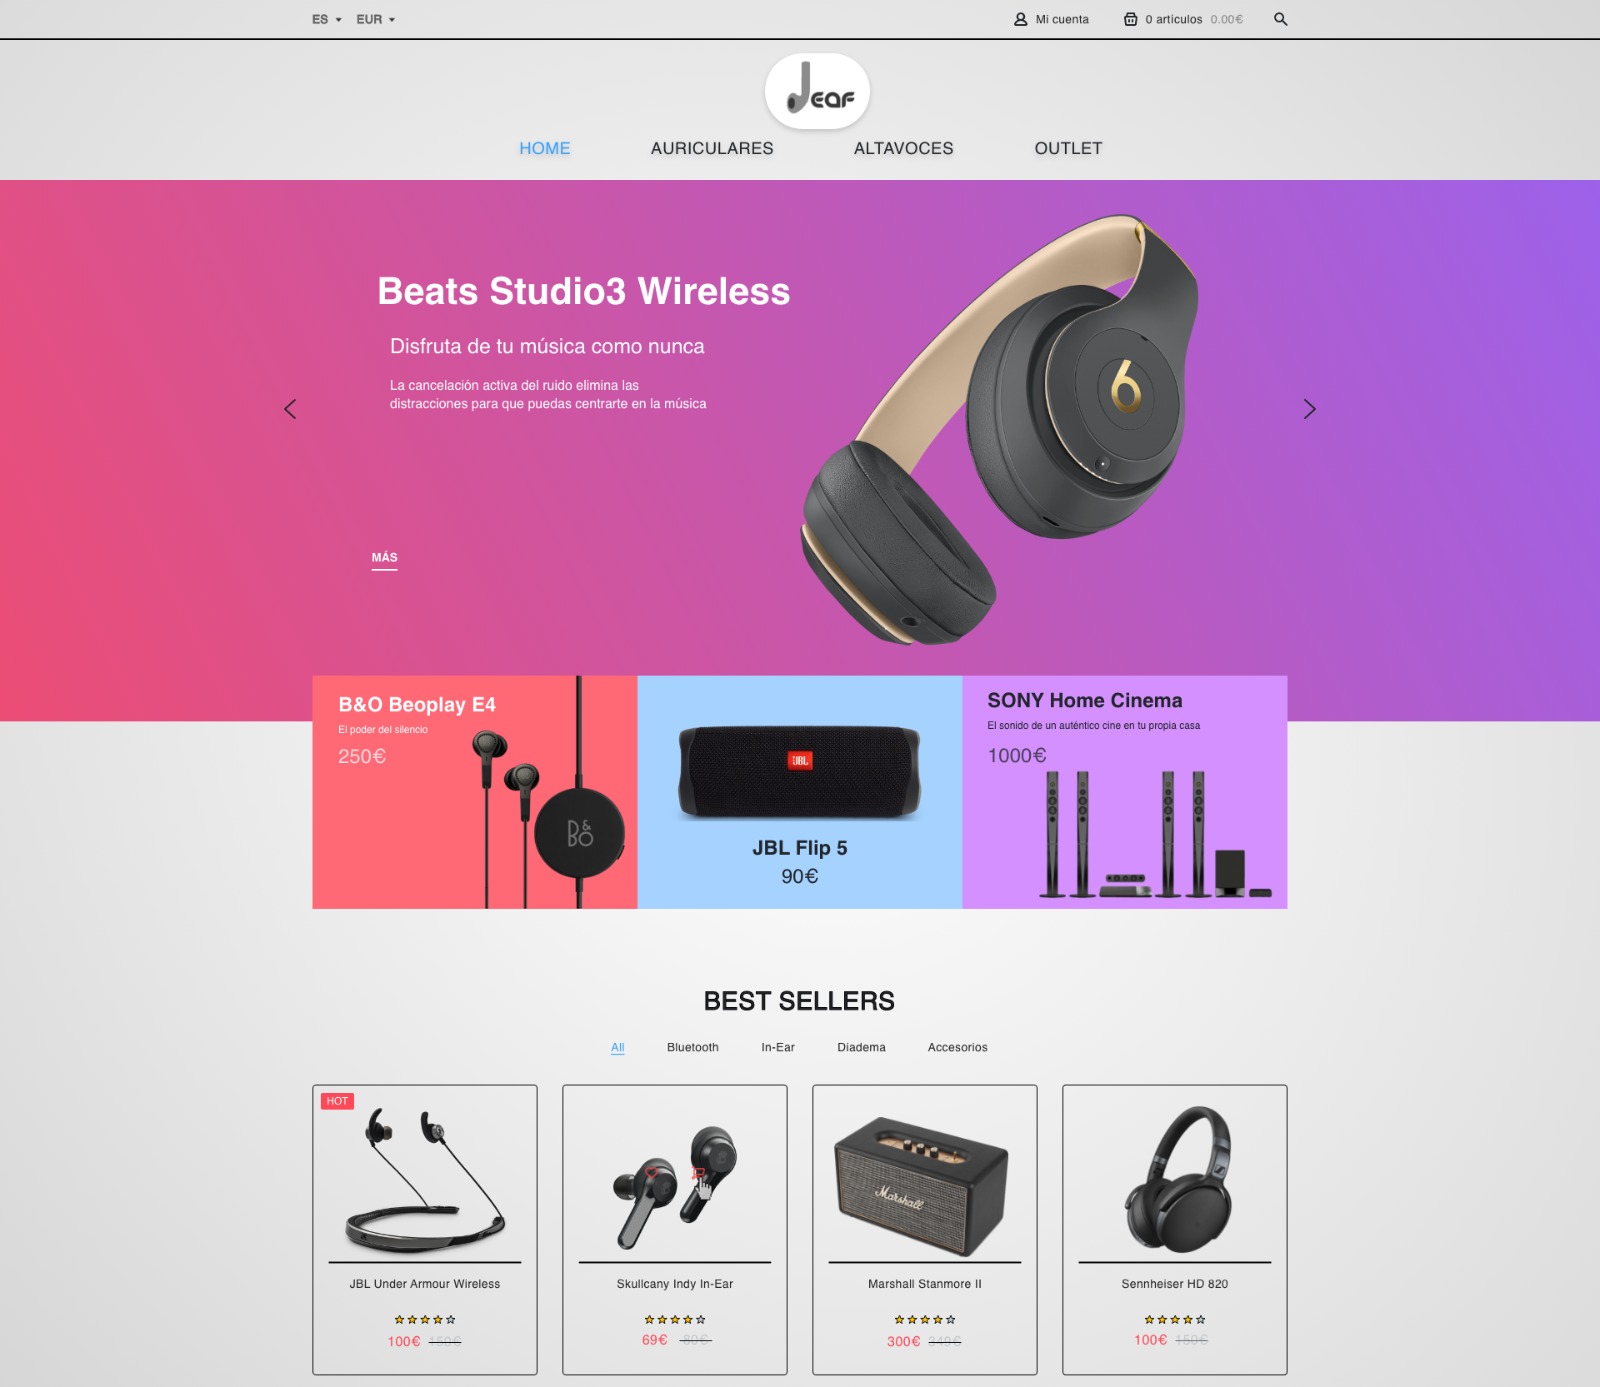 ES EUR Mi cuenta 0 artículos 0.00€
Jeaf
HOME AURICULARES ALTAVOCES OUTLET
Beats Studio3 Wireless
Disfruta de tu música como nunca
La cancelación activa del ruido elimina las
distracciones para que puedas centrarte en la música
MÁS
B&O Beoplay E4
El poder del silencio
250€
B&O
JBL
JBL Flip 5
90€
SONY Home Cinema
El sonido de un auténtico cine en tu propia casa
1000€
BEST SELLERS
All Bluetooth In-Ear Diadema Accesorios
HOT
JBL Under Armour Wireless
100€ 150€
Skullcany Indy In-Ear
69€ 80€
Marshall
Marshall Stanmore II
300€ 349€
Sennheiser HD 820
100€ 150€